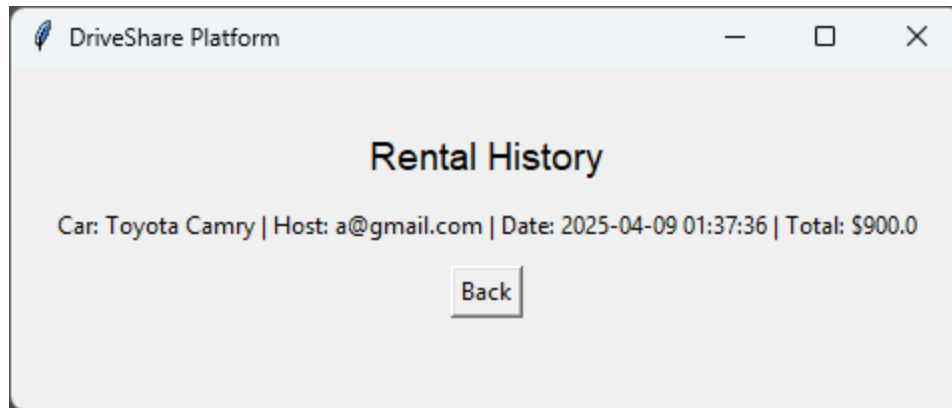 DriveShare Platform
Rental History
Car: Toyota Camry | Host: a@gmail.com | Date: 2025-04-09 01:37:36 | Total: $900.0
Back